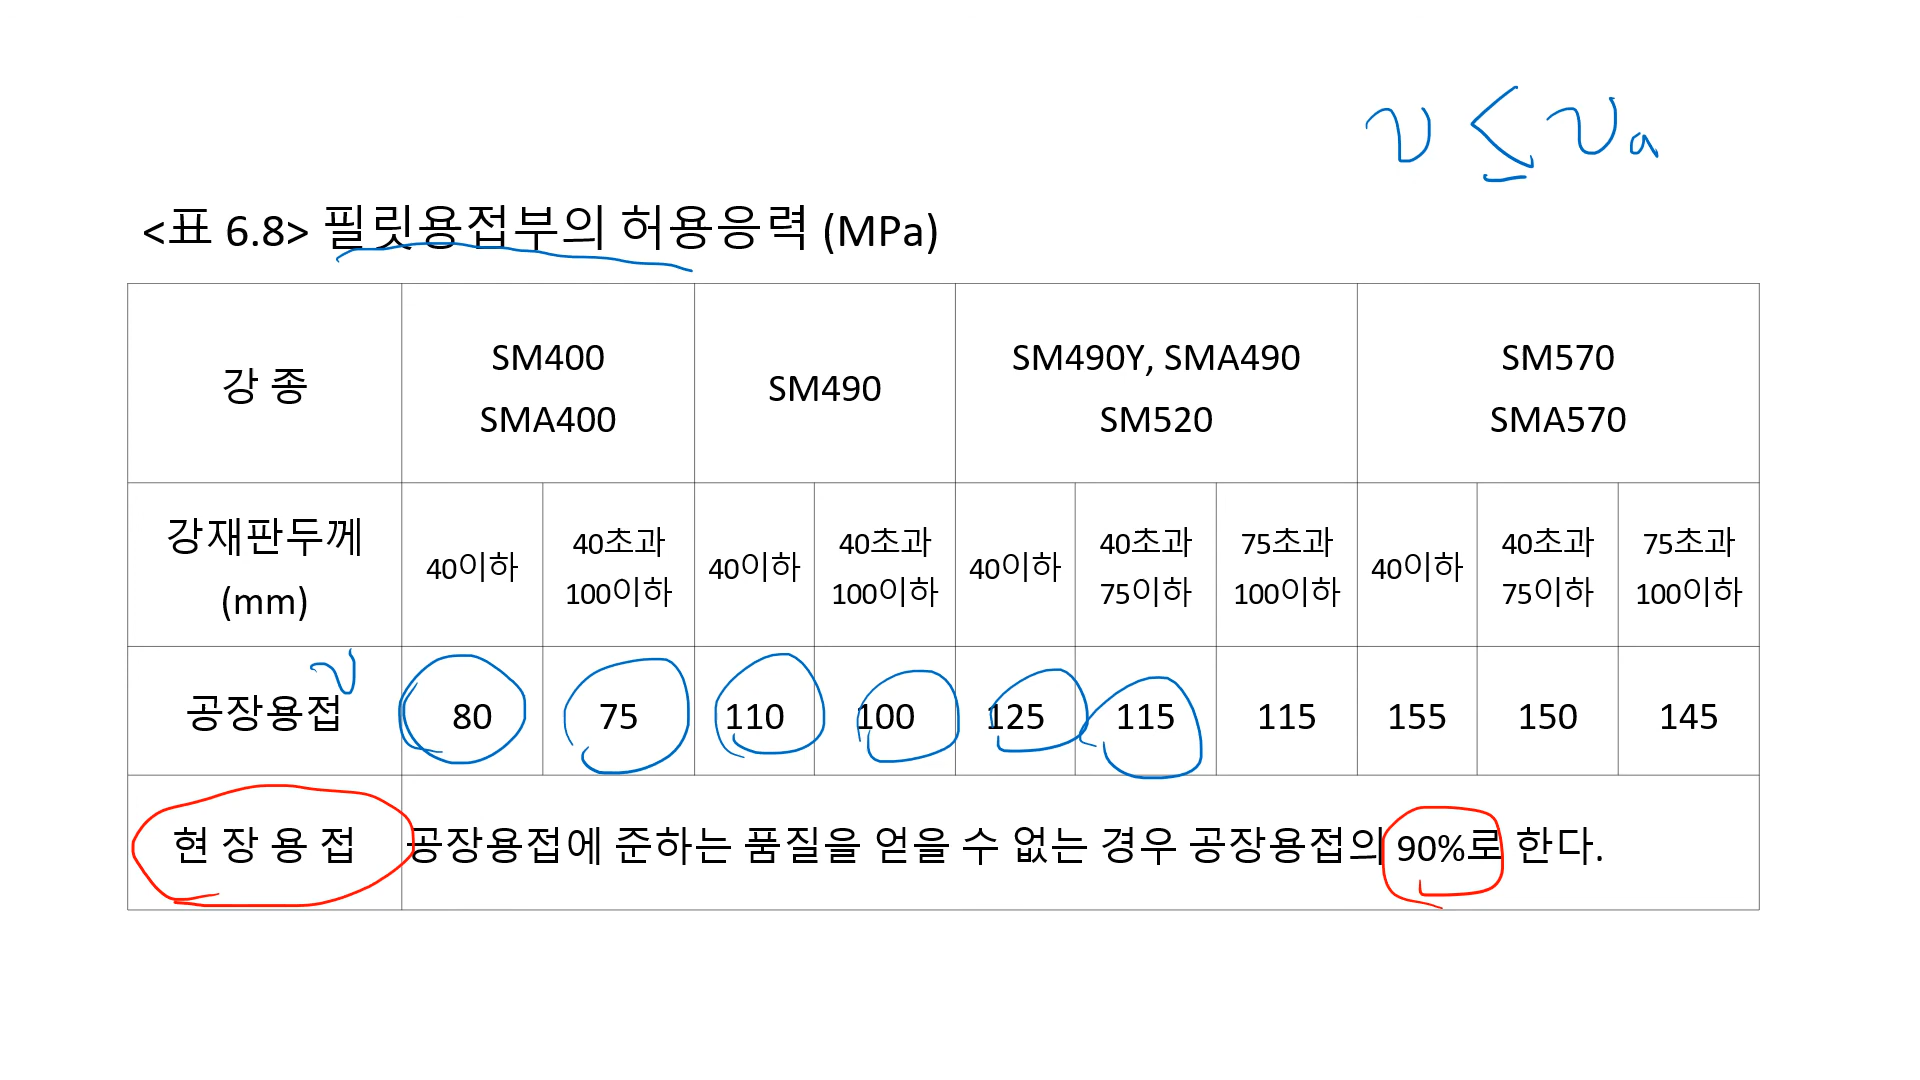 υ ≤ υa
<표 6.8> 필릿용접부의 허용응력 (MPa)
강 종
SM400
SMA400
SM490
SM490Y, SMA490
SM520
SM570
SMA570
강재판두께
(mm)
40이하
40초과
100이하
40이하
40초과
100이하
40이하
40초과
75이하
75초과
100이하
40이하
40초과
75이하
75초과
100이하
υ
공장용접 80 75 110 100 125 115 115 155 150 145
현 장 용 접 공장용접에 준하는 품질을 얻을 수 없는 경우 공장용접의 90%로 한다.